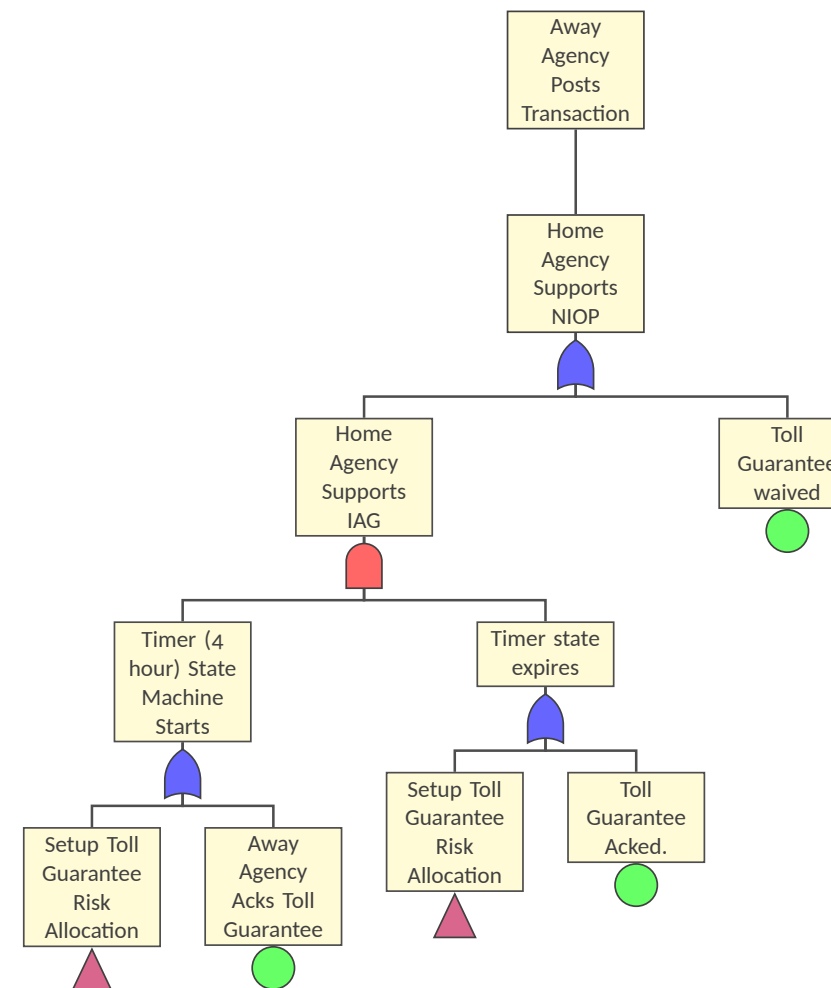 Away
Agency
Posts
Transaction
Home
Agency
Supports
NIOP
Home
Agency
Supports
IAG
Toll
Guarantee
waived
Timer (4
hour) State
Machine
Starts
Timer state
expires
Setup Toll
Guarantee
Risk
Allocation
Away
Agency
Acks Toll
Guarantee
Setup Toll
Guarantee
Risk
Allocation
Toll
Guarantee
Acked.